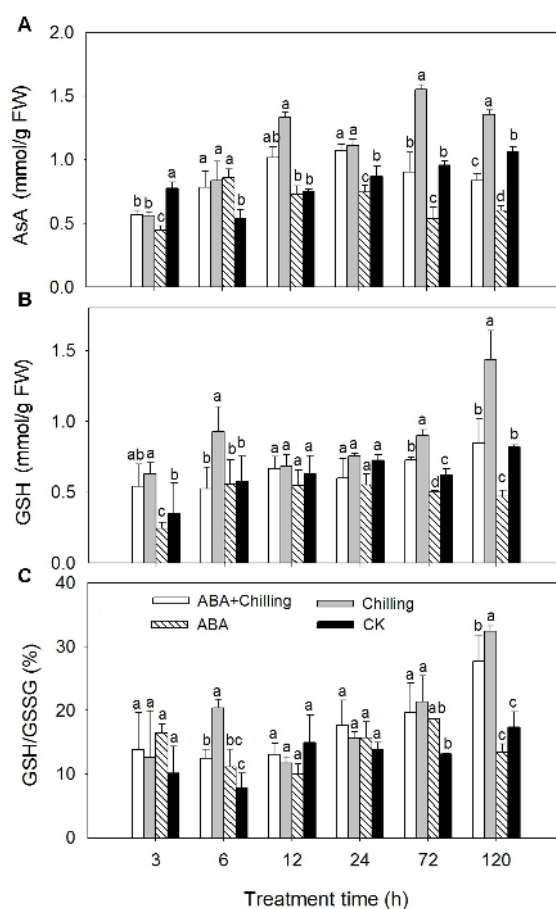 A
2.0
1.5
1.0
0.5
0.0
AsA (mmol/g FW)
b b c a a a a b ab a b b a a c b b a c b c a d b
B
1.5
1.0
0.5
0.0
GSH (mmol/g FW)
ab a c b b a b b a a a a a a a a b a d c b a c b
C
40
30
20
10
0
GSH/GSSG (%)
ABA+Chilling Chilling
ABA CK
a a a a b a bc c a a a a a a a a a a ab b b a c c
3 6 12 24 72 120
Treatment time (h)